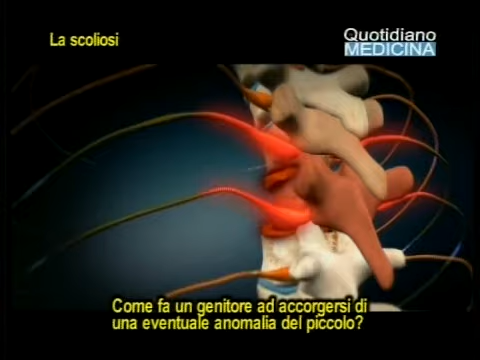 La scoliosi
Quotidiano
MEDICINA
Come fa un genitore ad accorgersi di
una eventuale anomalia del piccolo?